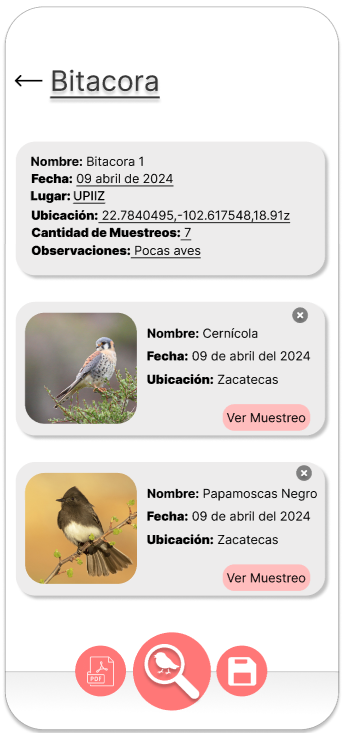 Bitacora
Nombre: Bitacora 1
Fecha: 09 abril de 2024
Lugar: UPIIZ
Ubicación: 22.7840495,-102.617548,18.91z
Cantidad de Muestreos: 7
Observaciones: Pocas aves
Nombre: Cernícola
Fecha: 09 de abril del 2024
Ubicación: Zacatecas
Ver Muestreo
Nombre: Papamoscas Negro
Fecha: 09 de abril del 2024
Ubicación: Zacatecas
Ver Muestreo
PDF